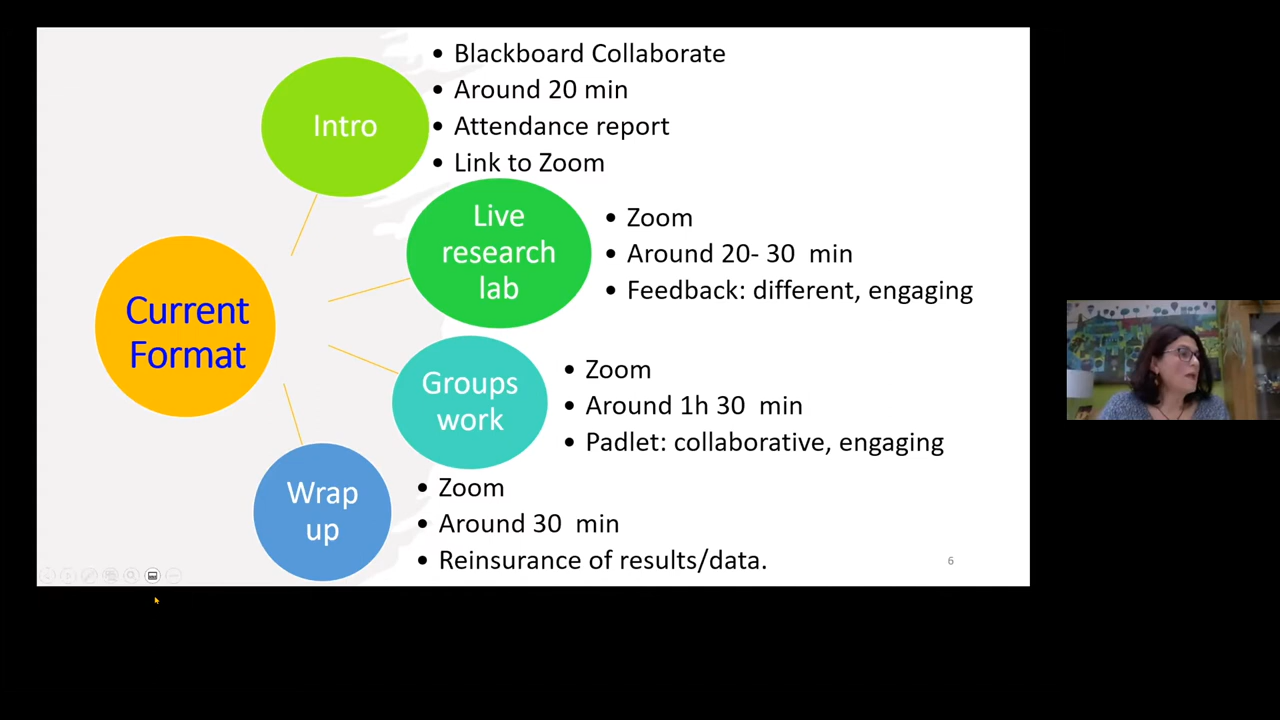 Current
Format
Intro
• Blackboard Collaborate
• Around 20 min
• Attendance report
• Link to Zoom
Live
research
lab
• Zoom
• Around 20- 30  min
• Feedback: different, engaging
Groups
work
• Zoom
• Around 1h 30  min
• Padlet: collaborative, engaging
Wrap
up
• Zoom
• Around 30  min
• Reinsurance of results/data.
6